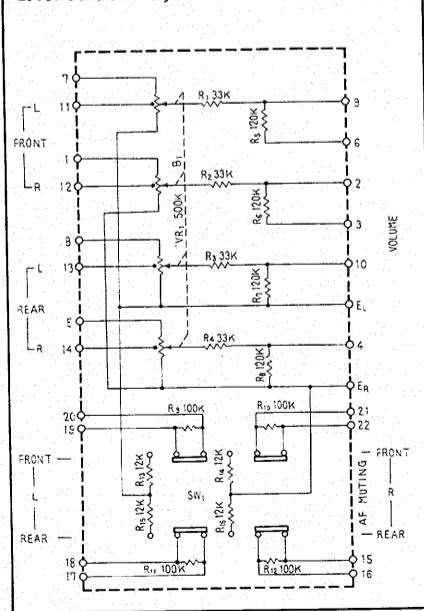 7
11
L
FRONT
1
R
12
8
L
13
REAR
5
R
14
20
19
FRONT
L
REAR
18
17
R1 33K
R5 120K
B1
R2 33K
R6 120K
VR1 500K
R3 33K
R7 120K
R4 33K
R8 120K
R9 100K
R10 100K
R13 12K
R14 12K
SW1
R15 12K
R16 12K
R11 100K
R12 100K
9
6
2
3
VOLUME
10
EL
4
ER
21
22
AF MUTING
FRONT
R
REAR
15
16